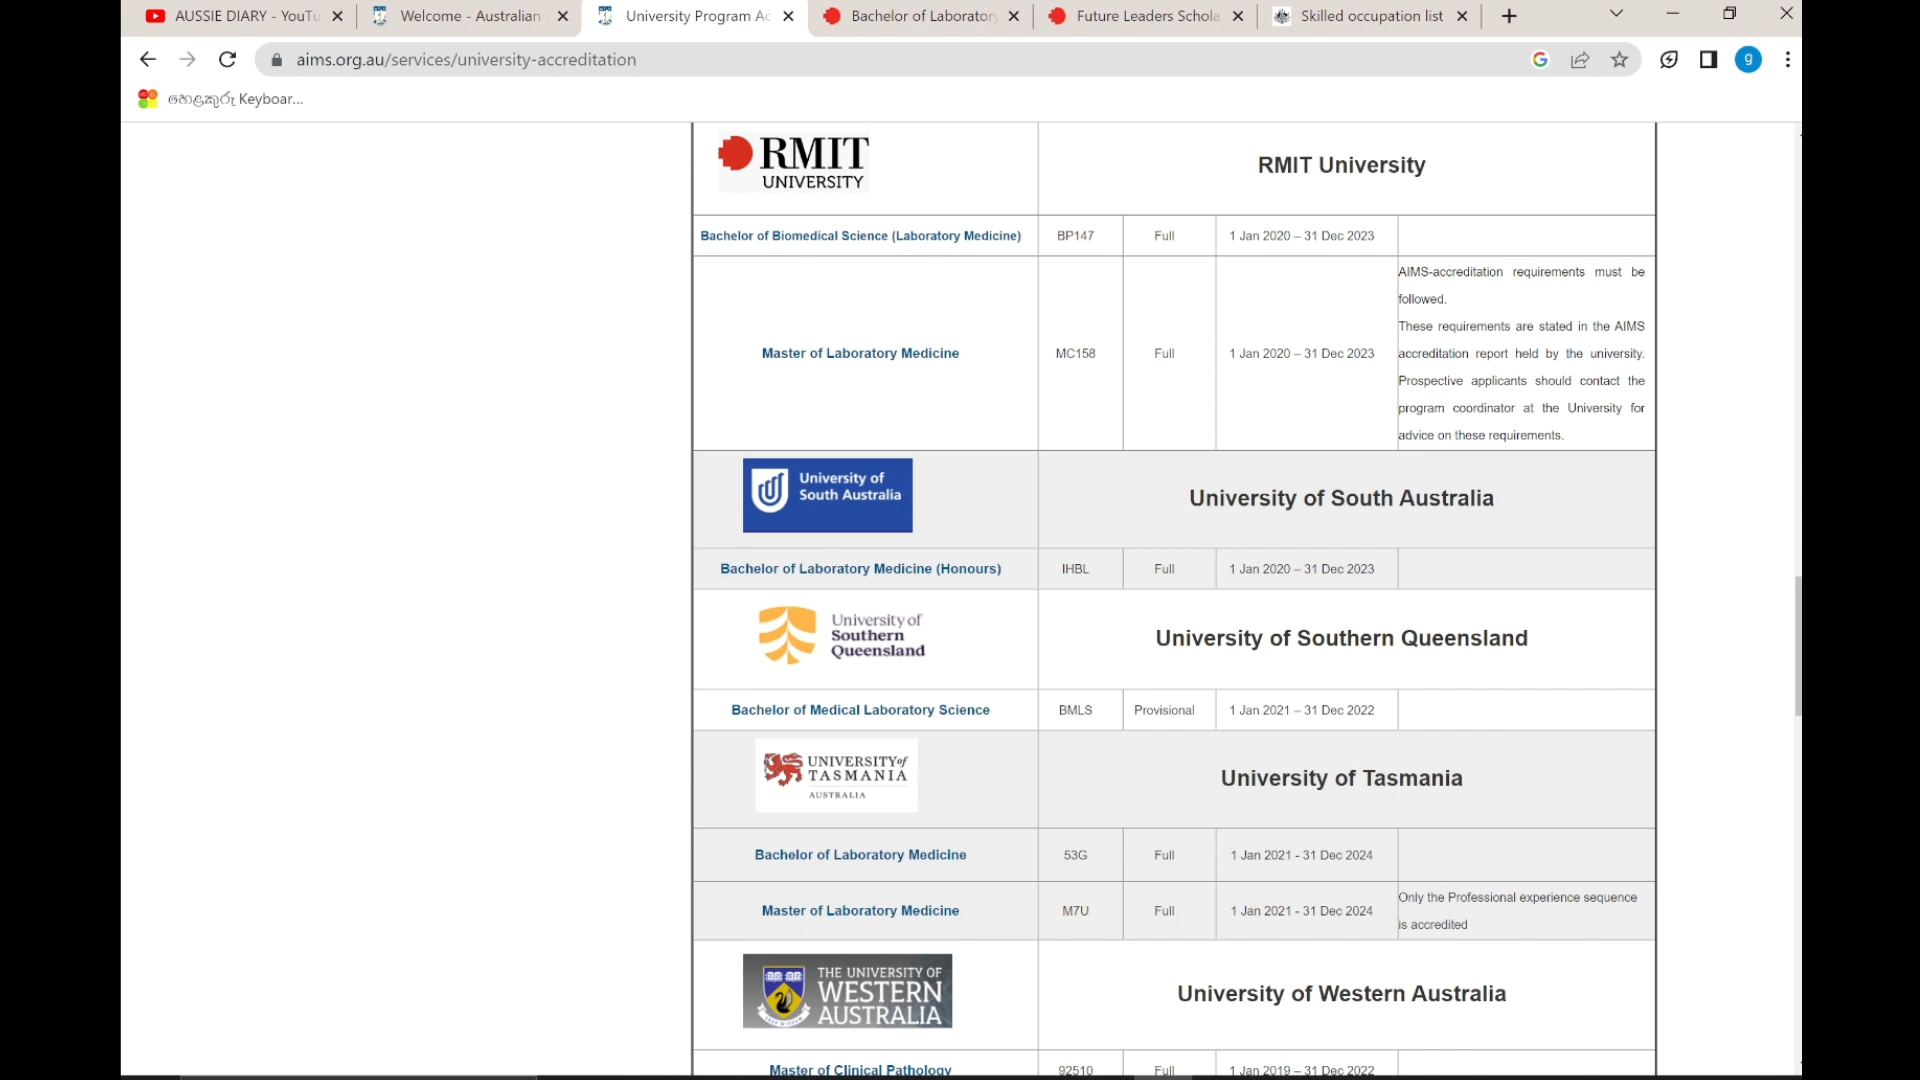 AUSSIE DIARY - YouTu
Welcome - Australian
University Program Ac
Bachelor of Laborator
Future Leaders Schola
Skilled occupation list
aims.org.au/services/university-accreditation
g
හෙළකුරු Keyboar...
RMIT
UNIVERSITY
RMIT University
Bachelor of Biomedical Science (Laboratory Medicine) BP147 Full 1 Jan 2020 – 31 Dec 2023
Master of Laboratory Medicine MC158 Full 1 Jan 2020 – 31 Dec 2023
AIMS-accreditation requirements must be
followed.
These requirements are stated in the AIMS
accreditation report held by the university.
Prospective applicants should contact the
program coordinator at the University for
advice on these requirements.
University of
South Australia
University of South Australia
Bachelor of Laboratory Medicine (Honours) IHBL Full 1 Jan 2020 – 31 Dec 2023
University of
Southern
Queensland
University of Southern Queensland
Bachelor of Medical Laboratory Science BMLS Provisional 1 Jan 2021 – 31 Dec 2022
UNIVERSITY of
TASMANIA
AUSTRALIA
University of Tasmania
Bachelor of Laboratory Medicine 53G Full 1 Jan 2021 - 31 Dec 2024
Master of Laboratory Medicine M7U Full 1 Jan 2021 - 31 Dec 2024
Only the Professional experience sequence
is accredited
THE UNIVERSITY OF
WESTERN
AUSTRALIA
University of Western Australia
Master of Clinical Pathology 92510 Full 1 Jan 2019 – 31 Dec 2022